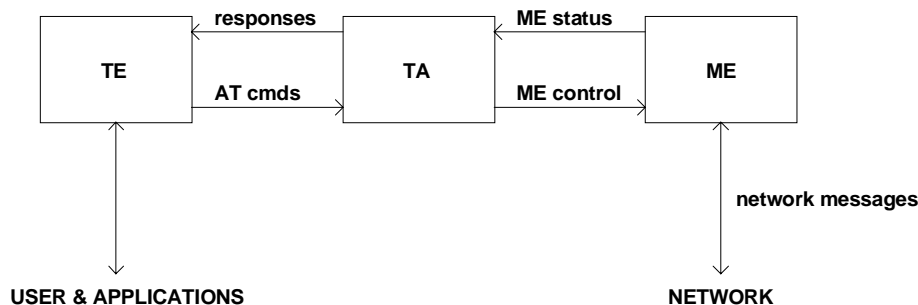 responses
ME status
TE
TA
ME
AT cmds
ME control
network messages
USER & APPLICATIONS
NETWORK